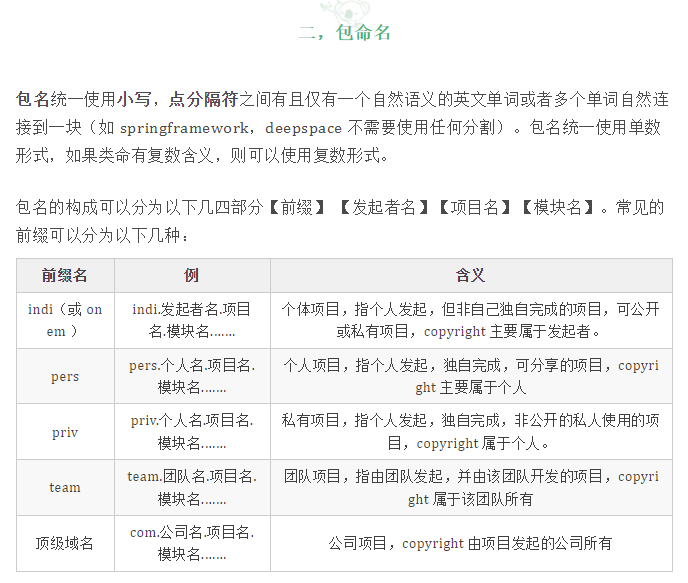 二，包命名
包名统一使用小写，点分隔符之间有且仅有一个自然语义的英文单词或者多个单词自然连
接到一块（如 springframework，deepspace 不需要使用任何分割）。包名统一使用单数
形式，如果类命有复数含义，则可以使用复数形式。
包名的构成可以分为以下几四部分【前缀】 【发起者名】【项目名】【模块名】。常见的
前缀可以分为以下几种：
前缀名 例 含义
indi（或 on
em ）
indi.发起者名.项目
名.模块名.……
个体项目，指个人发起，但非自己独自完成的项目，可公开
或私有项目，copyright 主要属于发起者。
pers
pers.个人名.项目名.
模块名.……
个人项目，指个人发起，独自完成，可分享的项目，copyri
ght 主要属于个人
priv
priv.个人名.项目名.
模块名.……
私有项目，指个人发起，独自完成，非公开的私人使用的项
目，copyright 属于个人。
team
team.团队名.项目名.
模块名.……
团队项目，指由团队发起，并由该团队开发的项目，copyri
ght 属于该团队所有
顶级域名
com.公司名.项目名.
模块名.……
公司项目，copyright 由项目发起的公司所有